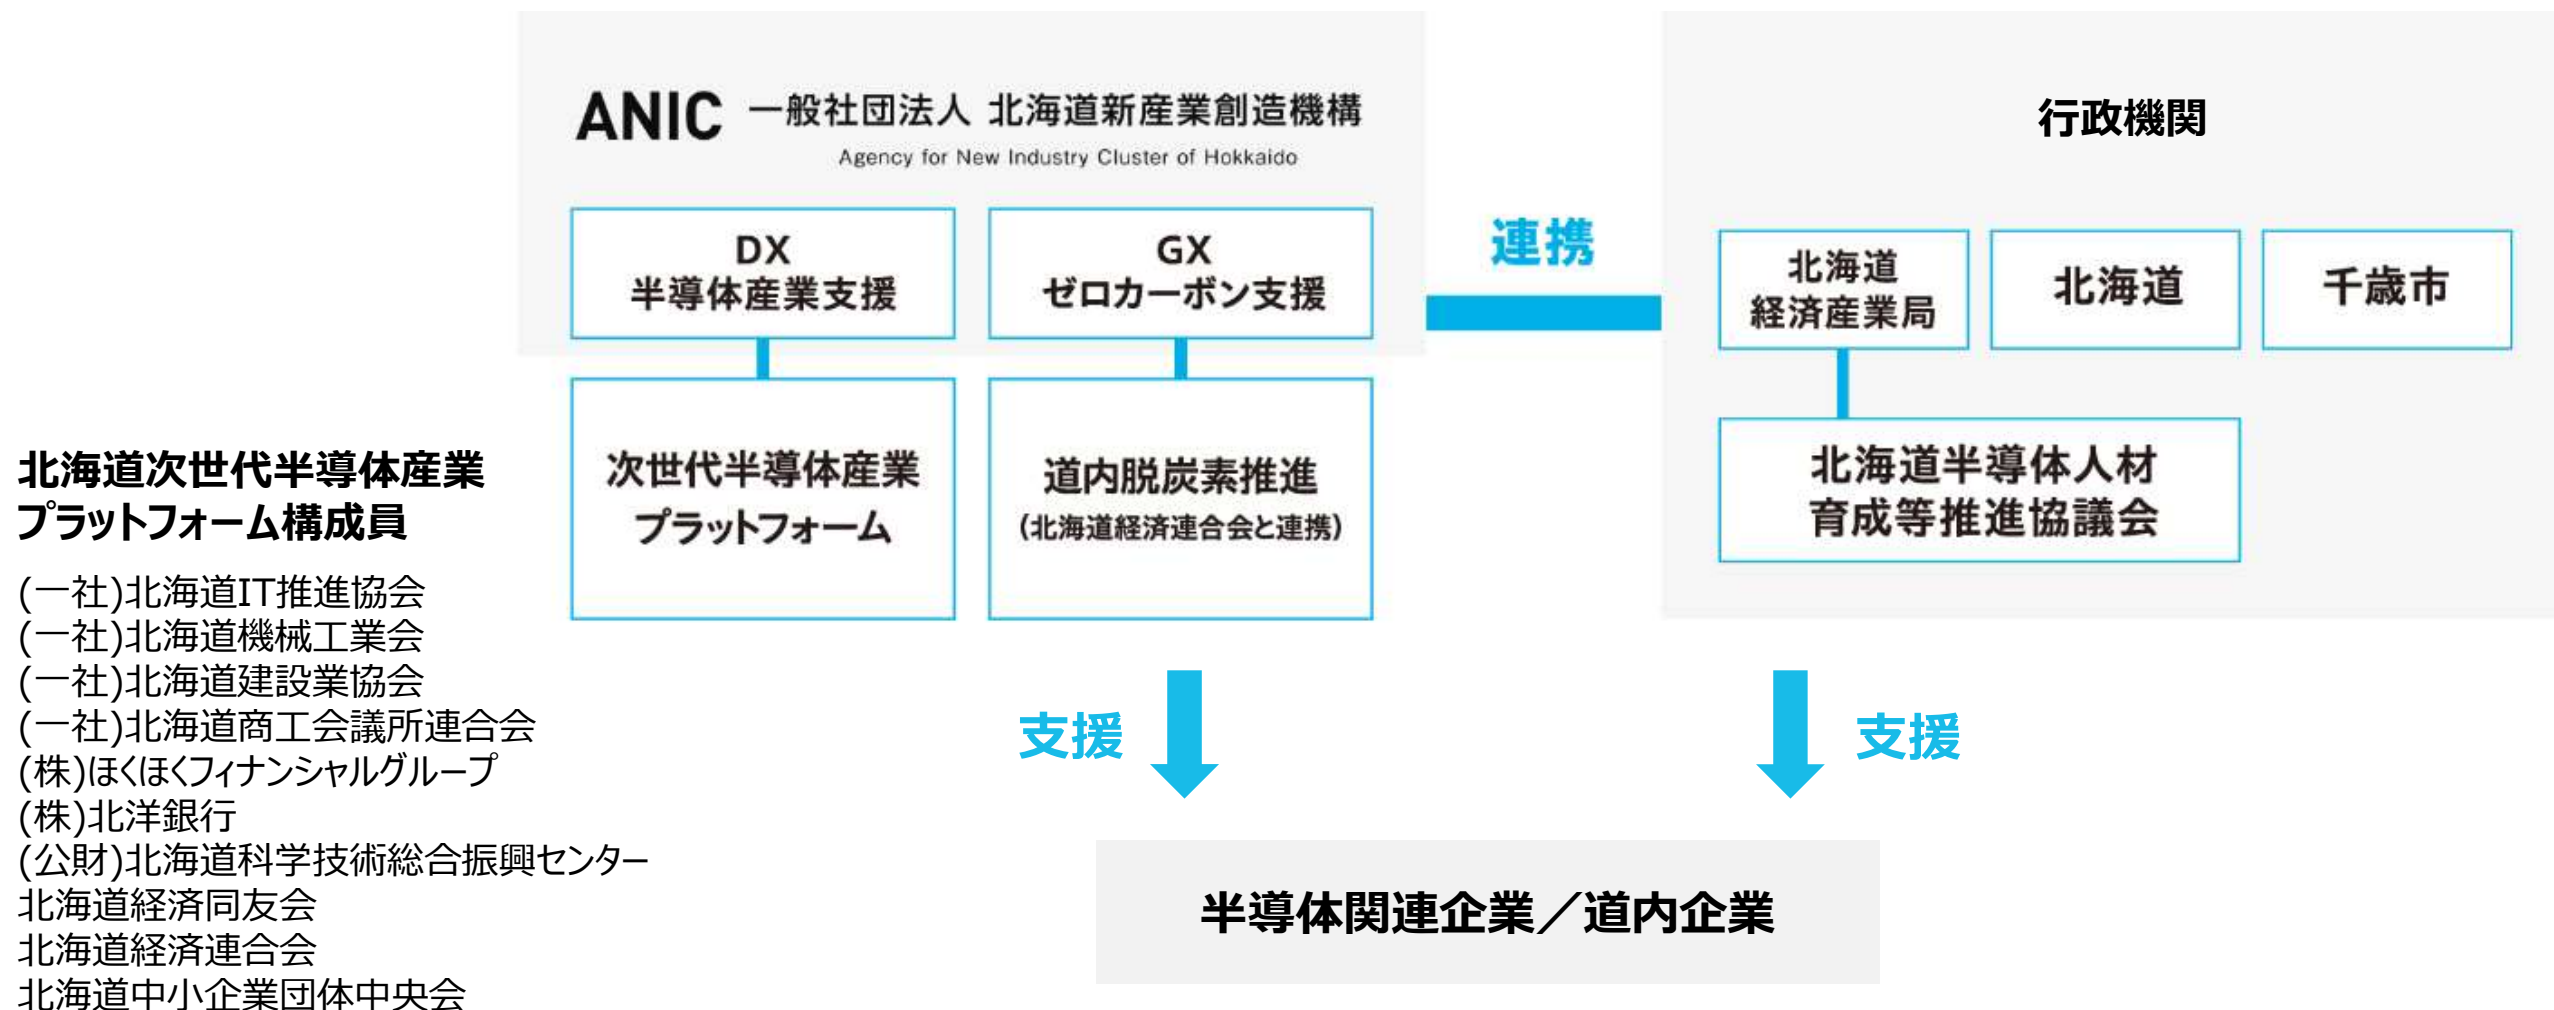 ANIC 一般社団法人 北海道新産業創造機構
Agency for New Industry Cluster of Hokkaido
DX
半導体産業支援
GX
ゼロカーボン支援
次世代半導体産業
プラットフォーム
道内脱炭素推進
(北海道経済連合会と連携)
連携
行政機関
北海道
経済産業局
北海道
千歳市
北海道半導体人材
育成等推進協議会
北海道次世代半導体産業
プラットフォーム構成員
(一社)北海道IT推進協会
(一社)北海道機械工業会
(一社)北海道建設業協会
(一社)北海道商工会議所連合会
(株)ほくほくフィナンシャルグループ
(株)北洋銀行
(公財)北海道科学技術総合振興センター
北海道経済同友会
北海道経済連合会
北海道中小企業団体中央会
支援
支援
半導体関連企業／道内企業